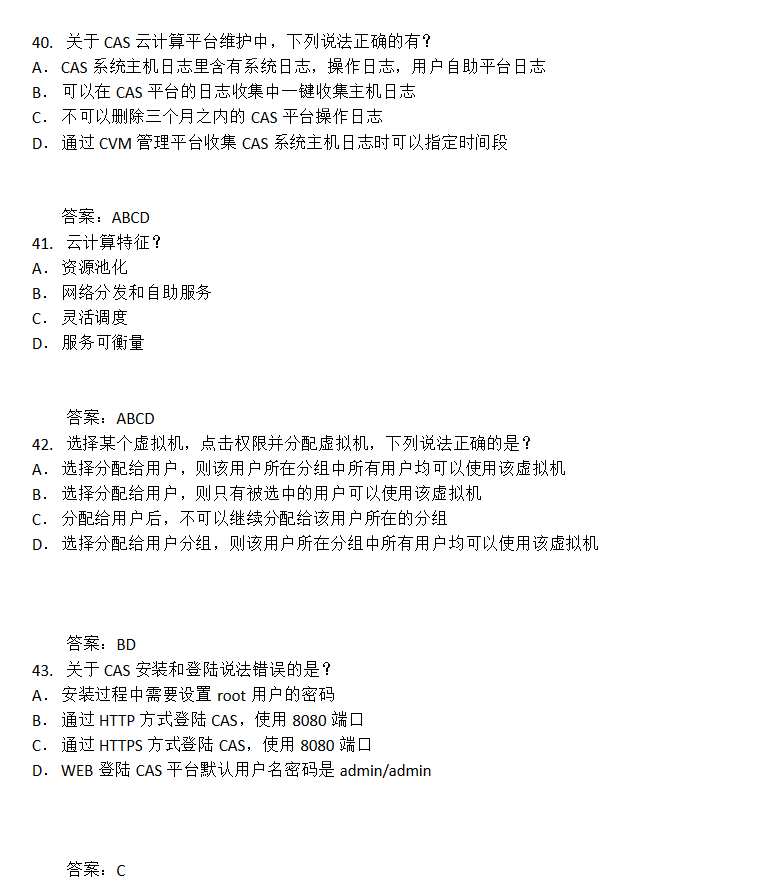 40. 关于 CAS 云计算平台维护中，下列说法正确的有？
A. CAS 系统主机日志里含有系统日志，操作日志，用户自助平台日志
B. 可以在 CAS 平台的日志收集中一键收集主机日志
C. 不可以删除三个月之内的 CAS 平台操作日志
D. 通过 CVM 管理平台收集 CAS 系统主机日志时可以指定时间段
答案：ABCD
41. 云计算特征？
A. 资源池化
B. 网络分发和自助服务
C. 灵活调度
D. 服务可衡量
答案：ABCD
42. 选择某个虚拟机，点击权限并分配虚拟机，下列说法正确的是？
A. 选择分配给用户，则该用户所在分组中所有用户均可以使用该虚拟机
B. 选择分配给用户，则只有被选中的用户可以使用该虚拟机
C. 分配给用户后，不可以继续分配给该用户所在的分组
D. 选择分配给用户分组，则该用户所在分组中所有用户均可以使用该虚拟机
答案：BD
43. 关于 CAS 安装和登陆说法错误的是？
A. 安装过程中需要设置 root 用户的密码
B. 通过 HTTP 方式登陆 CAS，使用 8080 端口
C. 通过 HTTPS 方式登陆 CAS，使用 8080 端口
D. WEB 登陆 CAS 平台默认用户名密码是 admin/admin
答案：C